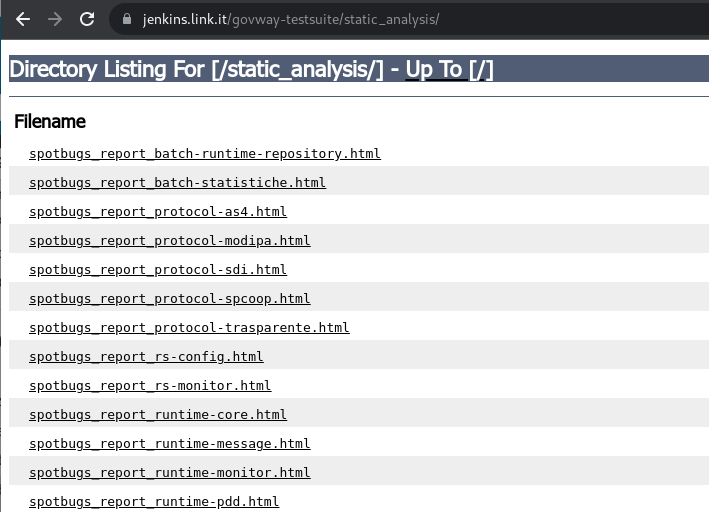 jenkins.link.it/govway-testsuite/static_analysis/
Directory Listing For [/static_analysis/] - Up To [/]
Filename
spotbugs_report_batch-runtime-repository.html
spotbugs_report_batch-statistiche.html
spotbugs_report_protocol-as4.html
spotbugs_report_protocol-modipa.html
spotbugs_report_protocol-sdi.html
spotbugs_report_protocol-spcoop.html
spotbugs_report_protocol-trasparente.html
spotbugs_report_rs-config.html
spotbugs_report_rs-monitor.html
spotbugs_report_runtime-core.html
spotbugs_report_runtime-message.html
spotbugs_report_runtime-monitor.html
spotbugs_report_runtime-pdd.html